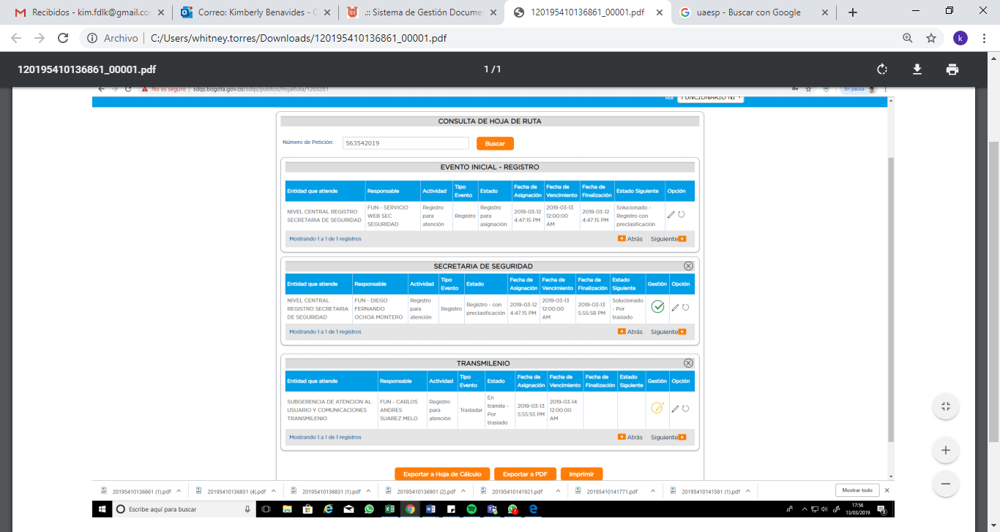 Recibidos - kim.fdlk@gmail.co
Correo: Kimberly Benavides - C
.:: Sistema de Gestión Docume
120195410136861_00001.pdf
uaesp - Buscar con Google
Archivo
C:/Users/whitney.torres/Downloads/120195410136861_00001.pdf
k
120195410136861_00001.pdf
1 / 1
No es seguro | sdqs.bogota.gov.co/sdqs/publico/hojaRuta/1203281
En pausa
Rol
FUNCIONARIO NI
CONSULTA DE HOJA DE RUTA
Número de Petición: 563542019 Buscar
EVENTO INICIAL - REGISTRO
Entidad que atiende
Responsable
Actividad
Tipo
Evento
Estado
Fecha de
Asignación
Fecha de
Vencimiento
Fecha de
Finalización
Estado Siguiente
Opción
NIVEL CENTRAL REGISTRO
SECRETARIA DE SEGURIDAD
FUN - SERVICIO
WEB SEC
SEGURIDAD
Registro
para
atención
Registro
Registro
para
asignación
2019-03-12
4:47:15 PM
2019-03-13
12:00:00
AM
2019-03-12
4:47:15 PM
Solucionado -
Registro con
preclasificación
Mostrando 1 a 1 de 1 registros
Atrás Siguiente
SECRETARIA DE SEGURIDAD
Entidad que atiende
Responsable
Actividad
Tipo
Evento
Estado
Fecha de
Asignación
Fecha de
Vencimiento
Fecha de
Finalización
Estado
Siguiente
Gestión
Opción
NIVEL CENTRAL
REGISTRO SECRETARIA
DE SEGURIDAD
FUN - DIEGO
FERNANDO
OCHOA MONTERO
Registro
para
atención
Registro
Registro - con
preclasificación
2019-03-12
4:47:15 PM
2019-03-13
12:00:00
AM
2019-03-13
5:55:58 PM
Solucionado
- Por
traslado
Mostrando 1 a 1 de 1 registros
Atrás Siguiente
TRANSMILENIO
Entidad que atiende
Responsable
Actividad
Tipo
Evento
Estado
Fecha de
Asignación
Fecha de
Vencimiento
Fecha de
Finalización
Estado
Siguiente
Gestión
Opción
SUBGERENCIA DE ATENCION AL
USUARIO Y COMUNICACIONES
TRANSMILENIO
FUN - CARLOS
ANDRES
SUAREZ MELO
Registro
para
atención
Trasladar
En
trámite -
Por
traslado
2019-03-13
5:55:55 PM
2019-03-14
12:00:00
AM
Mostrando 1 a 1 de 1 registros
Atrás Siguiente
Exportar a Hoja de Cálculo
Exportar a PDF
Imprimir
20195410136861 (1).pdf
20195410136851 (4).pdf
20195410136831 (1).pdf
20195410136901 (2).pdf
20195410141921.pdf
20195410141771.pdf
20195410141581 (1).pdf
Mostrar todo
Escribe aquí para buscar
17:56
13/03/2019
3